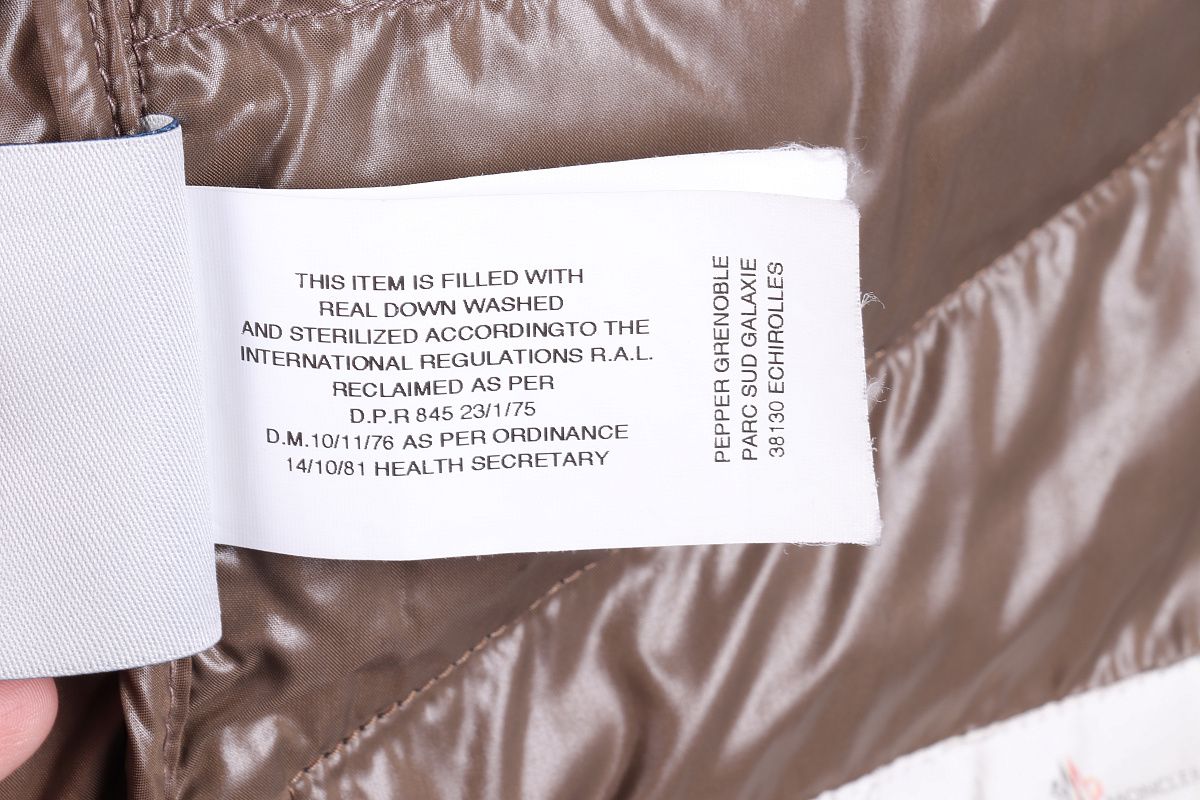 THIS ITEM IS FILLED WITH
REAL DOWN WASHED
AND STERILIZED ACCORDINGTO THE
INTERNATIONAL REGULATIONS R.A.L.
RECLAIMED AS PER
D.P.R 845 23/1/75
D.M.10/11/76 AS PER ORDINANCE
14/10/81 HEALTH SECRETARY
PEPPER GRENOBLE
PARC SUD GALAXIE
38130 ECHIROLLES